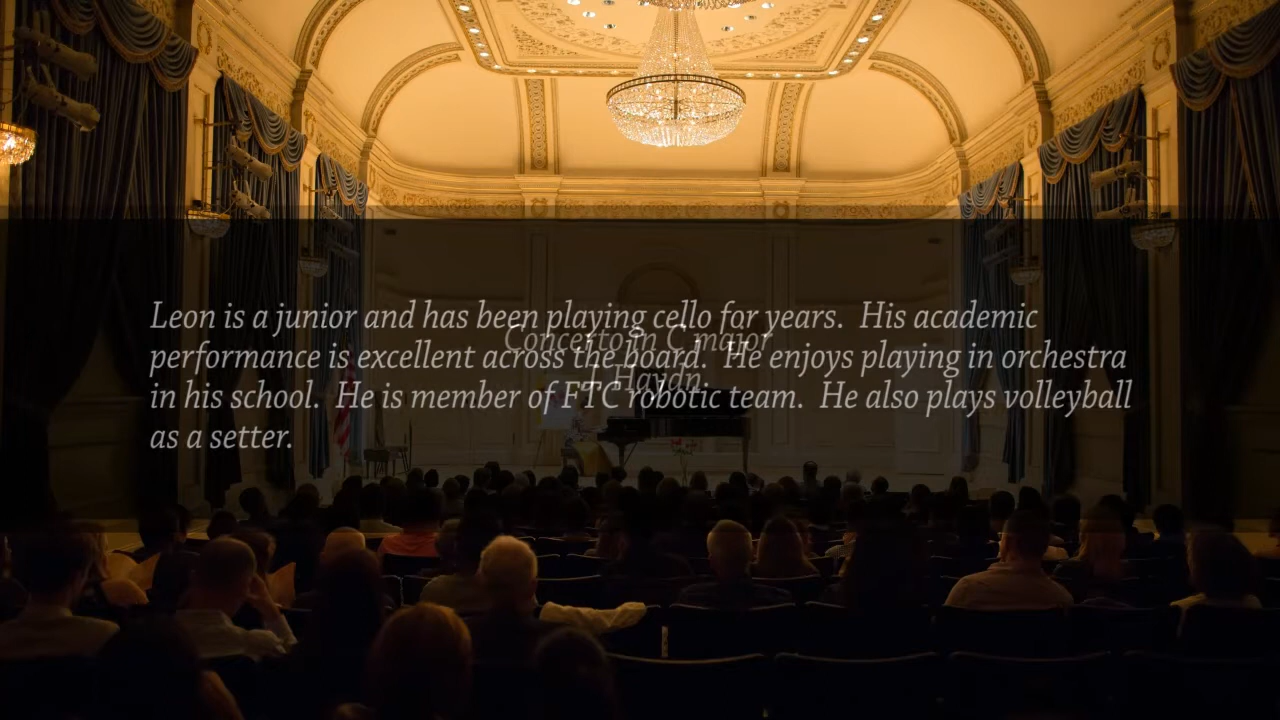 Leon is a junior and has been playing cello for years.  His academic
Concerto in C major
performance is excellent across the board.  He enjoys playing in orchestra
J. Haydn
in his school.  He is member of FTC robotic team.  He also plays volleyball
as a setter.